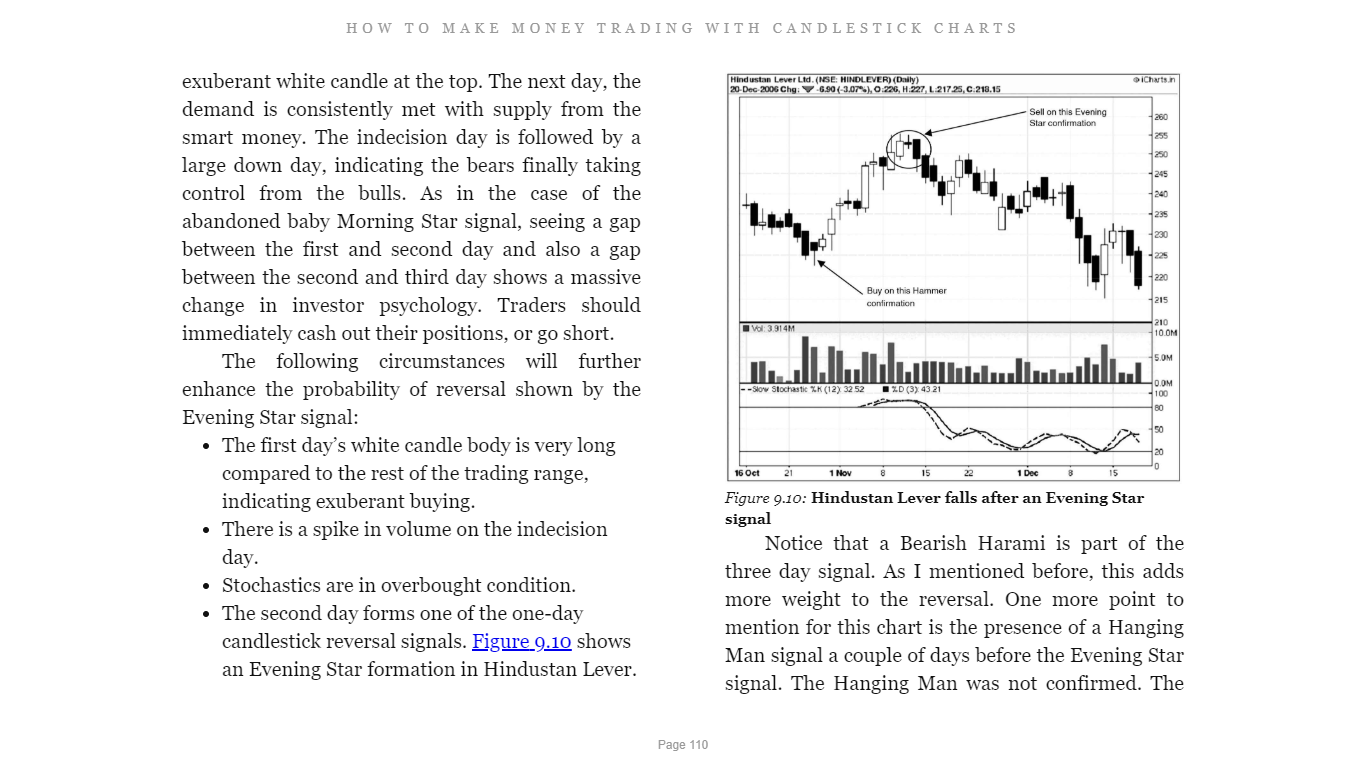 HOW TO MAKE MONEY TRADING WITH CANDLESTICK CHARTS
exuberant white candle at the top. The next day, the
demand is consistently met with supply from the
smart money. The indecision day is followed by a
large down day, indicating the bears finally taking
control from the bulls. As in the case of the
abandoned baby Morning Star signal, seeing a gap
between the first and second day and also a gap
between the second and third day shows a massive
change in investor psychology. Traders should
immediately cash out their positions, or go short.
The following circumstances will further
enhance the probability of reversal shown by the
Evening Star signal:
• The first day’s white candle body is very long
compared to the rest of the trading range,
indicating exuberant buying.
• There is a spike in volume on the indecision
day.
• Stochastics are in overbought condition.
• The second day forms one of the one-day
candlestick reversal signals. Figure 9.10 shows
an Evening Star formation in Hindustan Lever.
Hindustan Lever Ltd. (NSE: HINDLEVER) (Daily)
© iCharts.in
20-Dec-2006 Chg: -6.90 (-3.07%), O:226, H:227, L:217.25, C:218.15
Sell on this Evening
Star confirmation
Buy on this Hammer
confirmation
260
255
250
245
240
235
230
225
220
215
210
Vol: 3.914M
10.0M
5.0M
0.0M
Slow Stochastic %K (12): 32.52 %D (3): 43.21
100
80
50
20
0
16 Oct 21 1 Nov 8 15 22 1 Dec 8 15
Figure 9.10: Hindustan Lever falls after an Evening Star
signal
Notice that a Bearish Harami is part of the
three day signal. As I mentioned before, this adds
more weight to the reversal. One more point to
mention for this chart is the presence of a Hanging
Man signal a couple of days before the Evening Star
signal. The Hanging Man was not confirmed. The
Page 110